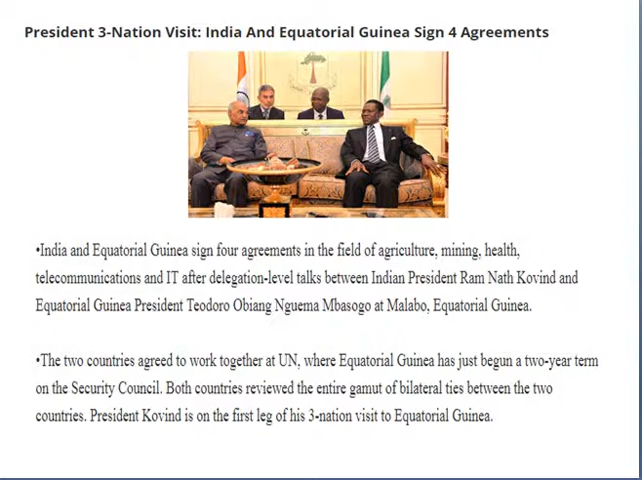 President 3-Nation Visit: India And Equatorial Guinea Sign 4 Agreements
•India and Equatorial Guinea sign four agreements in the field of agriculture, mining, health,
telecommunications and IT after delegation-level talks between Indian President Ram Nath Kovind and
Equatorial Guinea President Teodoro Obiang Nguema Mbasogo at Malabo, Equatorial Guinea.
•The two countries agreed to work together at UN, where Equatorial Guinea has just begun a two-year term
on the Security Council. Both countries reviewed the entire gamut of bilateral ties between the two
countries. President Kovind is on the first leg of his 3-nation visit to Equatorial Guinea.